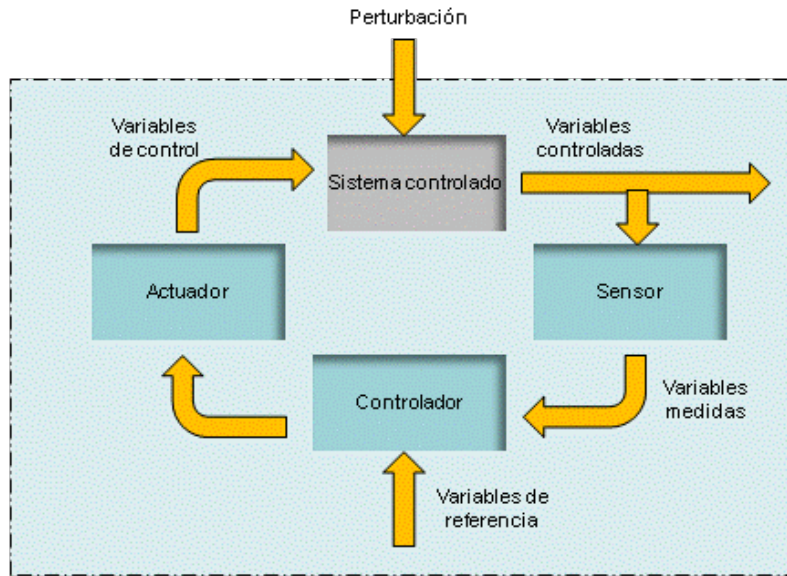 Perturbación
Variables
de control
Variables
controladas
Sistema controlado
Actuador
Sensor
Controlador
Variables
medidas
Variables de
referencia